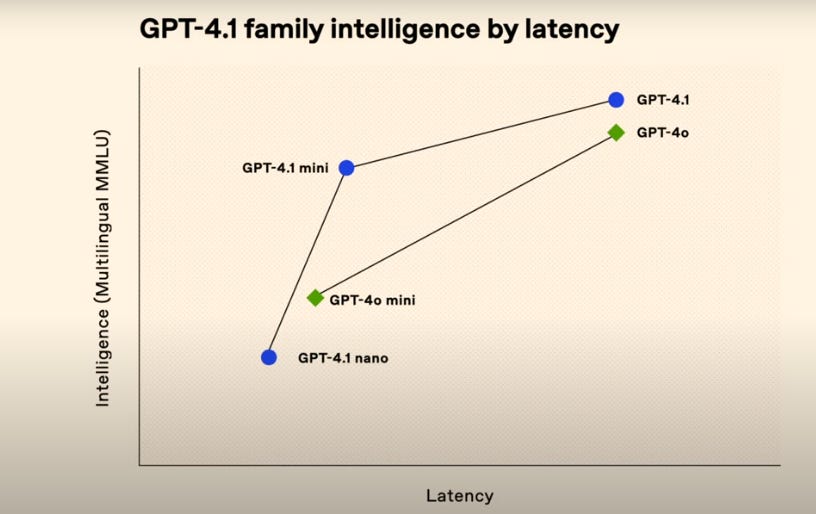 GPT-4.1 family intelligence by latency
Intelligence (Multilingual MMLU)
GPT-4.1
GPT-4o
GPT-4.1 mini
GPT-4o mini
GPT-4.1 nano
Latency